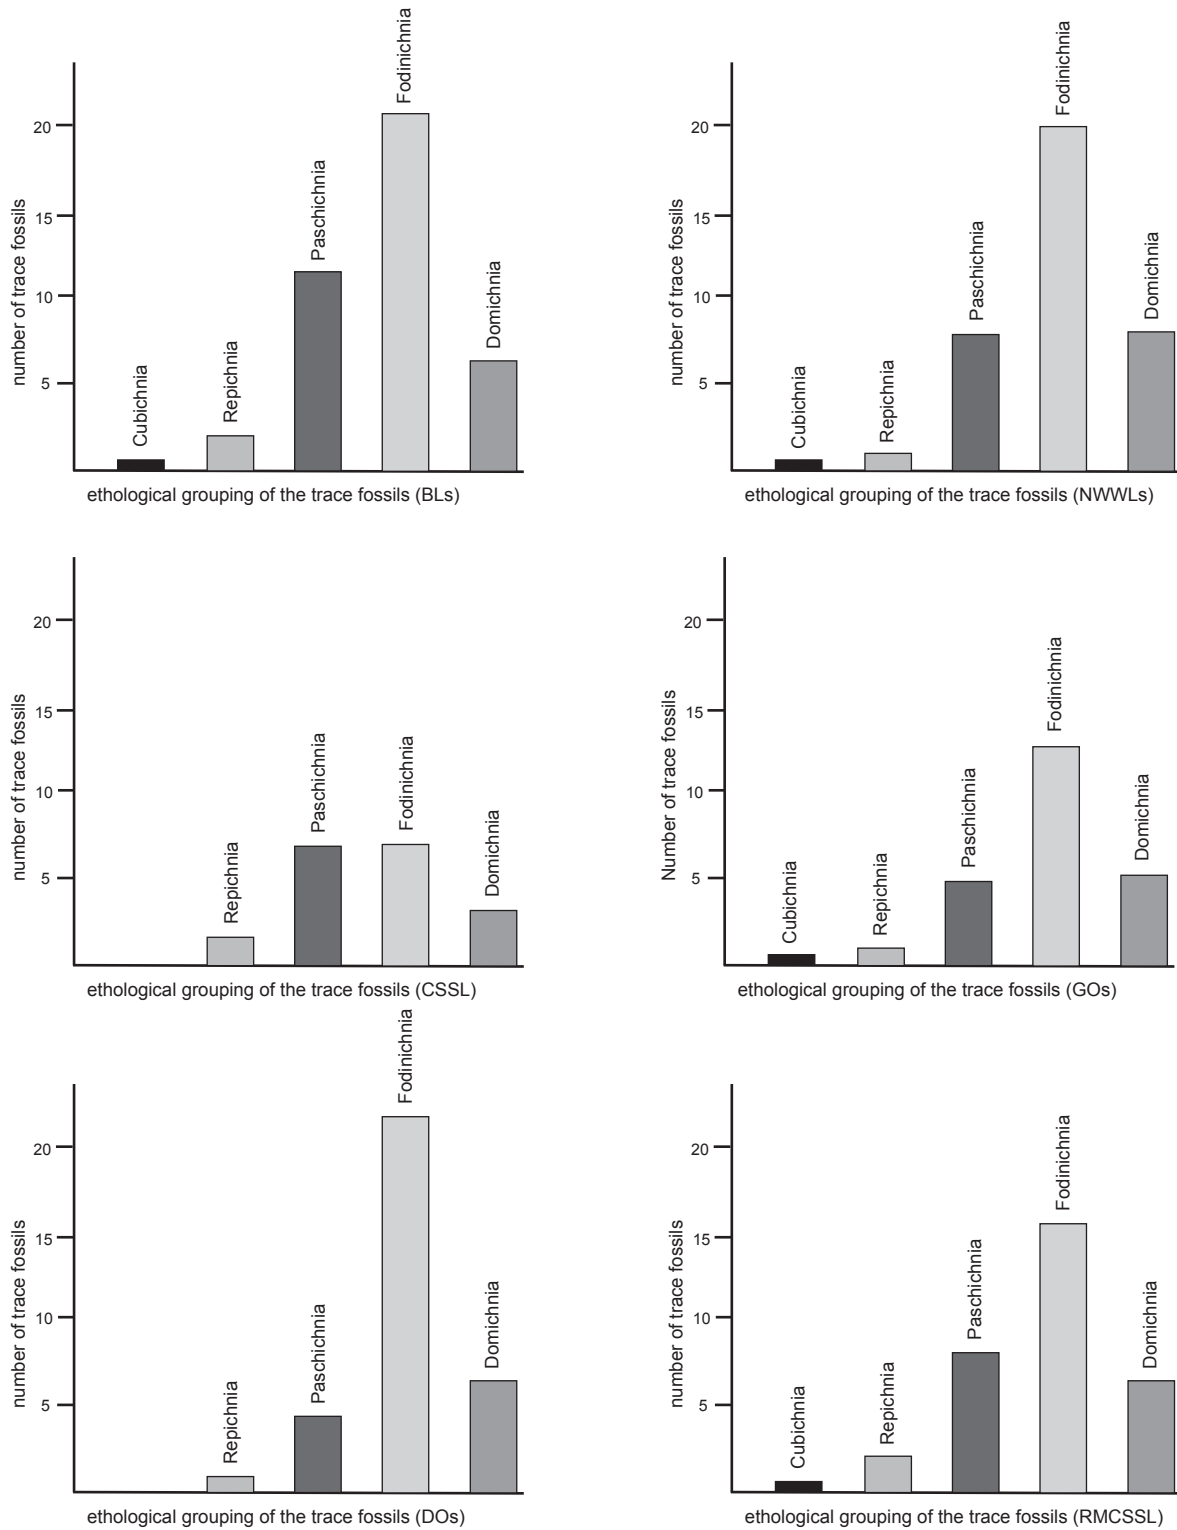 number of trace fossils
20
15
10
5
Cubichnia
Repichnia
Paschichnia
Fodinichnia
Domichnia
ethological grouping of the trace fossils (BLs)
number of trace fossils
20
15
10
5
Cubichnia
Repichnia
Paschichnia
Fodinichnia
Domichnia
ethological grouping of the trace fossils (NWWLs)
number of trace fossils
20
15
10
5
Repichnia
Paschichnia
Fodinichnia
Domichnia
ethological grouping of the trace fossils (CSSL)
Number of trace fossils
20
15
10
5
Cubichnia
Repichnia
Paschichnia
Fodinichnia
Domichnia
ethological grouping of the trace fossils (GOs)
number of trace fossils
20
15
10
5
Repichnia
Paschichnia
Fodinichnia
Domichnia
ethological grouping of the trace fossils (DOs)
number of trace fossils
20
15
10
5
Cubichnia
Repichnia
Paschichnia
Fodinichnia
Domichnia
ethological grouping of the trace fossils (RMCSSL)